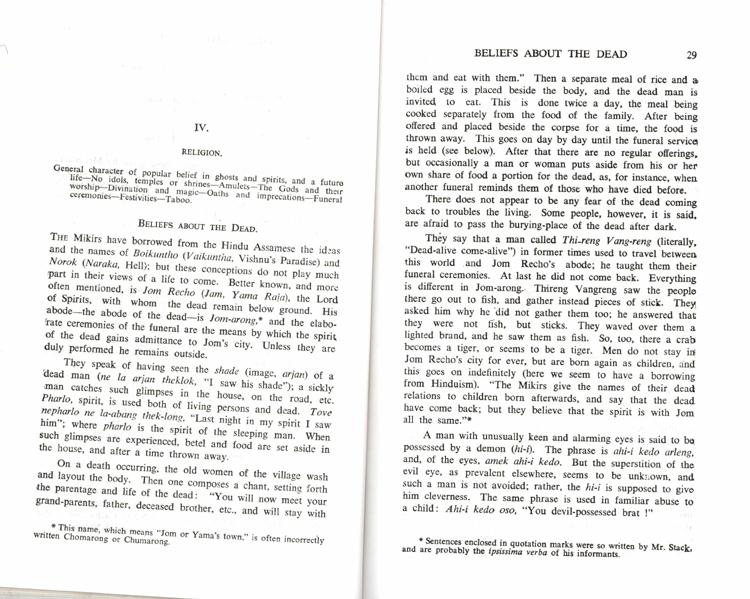 IV.
RELIGION.
General character of popular belief in ghosts and spirits, and a future
life—No idols, temples or shrines—Amulets—The Gods and their
worship—Divination and magic—Oaths and imprecations—Funeral
ceremonies—Festivities—Taboo.
BELIEFS ABOUT THE DEAD.
THE Mikirs have borrowed from the Hindu Assamese the ideas
and the names of Boikuntho (Vaikuntha, Vishnu's Paradise) and
Norok (Naraka, Hell); but these conceptions do not play much
part in their views of a life to come. Better known, and more
often mentioned, is Jom Recho (Jam, Yama Raja), the Lord
of Spirits, with whom the dead remain below ground. His
abode—the abode of the dead—is Jom-arong,* and the elabo-
rate ceremonies of the funeral are the means by which the spirit
of the dead gains admittance to Jom's city. Unless they are
duly performed he remains outside.
They speak of having seen the shade (image, arjan) of a
dead man (ne la arjan theklok, "I saw his shade"); a sickly
man catches such glimpses in the house, on the road, etc.
Pharlo, spirit, is used both of living persons and dead. Tove
nepharlo ne la-abang thek-long, "Last night in my spirit I saw
him"; where pharlo is the spirit of the sleeping man. When
such glimpses are experienced, betel and food are set aside in
the house, and after a time thrown away.
On a death occurring, the old women of the village wash
and layout the body. Then one composes a chant, setting forth
the parentage and life of the dead: "You will now meet your
grand-parents, father, deceased brother, etc., and will stay with
* This name, which means "Jom or Yama's town," is often incorrectly
written Chomarong or Chumarong.
BELIEFS ABOUT THE DEAD 29
them and eat with them." Then a separate meal of rice and a
boiled egg is placed beside the body, and the dead man is
invited to eat. This is done twice a day, the meal being
cooked separately from the food of the family. After being
offered and placed beside the corpse for a time, the food is
thrown away. This goes on day by day until the funeral service
is held (see below). After that there are no regular offerings,
but occasionally a man or woman puts aside from his or her
own share of food a portion for the dead, as, for instance, when
another funeral reminds them of those who have died before.
There does not appear to be any fear of the dead coming
back to troubles the living. Some people, however, it is said,
are afraid to pass the burying-place of the dead after dark.
They say that a man called Thi-reng Vang-reng (literally,
"Dead-alive come-alive") in former times used to travel between
this world and Jom Recho's abode; he taught them their
funeral ceremonies. At last he did not come back. Everything
is different in Jom-arong. Thireng Vangreng saw the people
there go out to fish, and gather instead pieces of stick. They
asked him why he did not gather them too; he answered that
they were not fish, but sticks. They waved over them a
lighted brand, and he saw them as fish. So, too, there a crab
becomes a tiger, or seems to be a tiger. Men do not stay in
Jom Recho's city for ever, but are born again as children, and
this goes on indefinitely (here we seem to have a borrowing
from Hinduism). "The Mikirs give the names of their dead
relations to children born afterwards, and say that the dead
have come back; but they believe that the spirit is with Jom
all the same."*
A man with unusually keen and alarming eyes is said to be
possessed by a demon (hi-i). The phrase is ahi-i kedo arleng,
and, of the eyes, amek ahi-i kedo. But the superstition of the
evil eye, as prevalent elsewhere, seems to be unknown, and
such a man is not avoided; rather, the hi-i is supposed to give
him cleverness. The same phrase is used in familiar abuse to
a child: Ahi-i kedo oso, "You devil-possessed brat !"
* Sentences enclosed in quotation marks were so written by Mr. Stack,
and are probably the ipsissima verba of his informants.